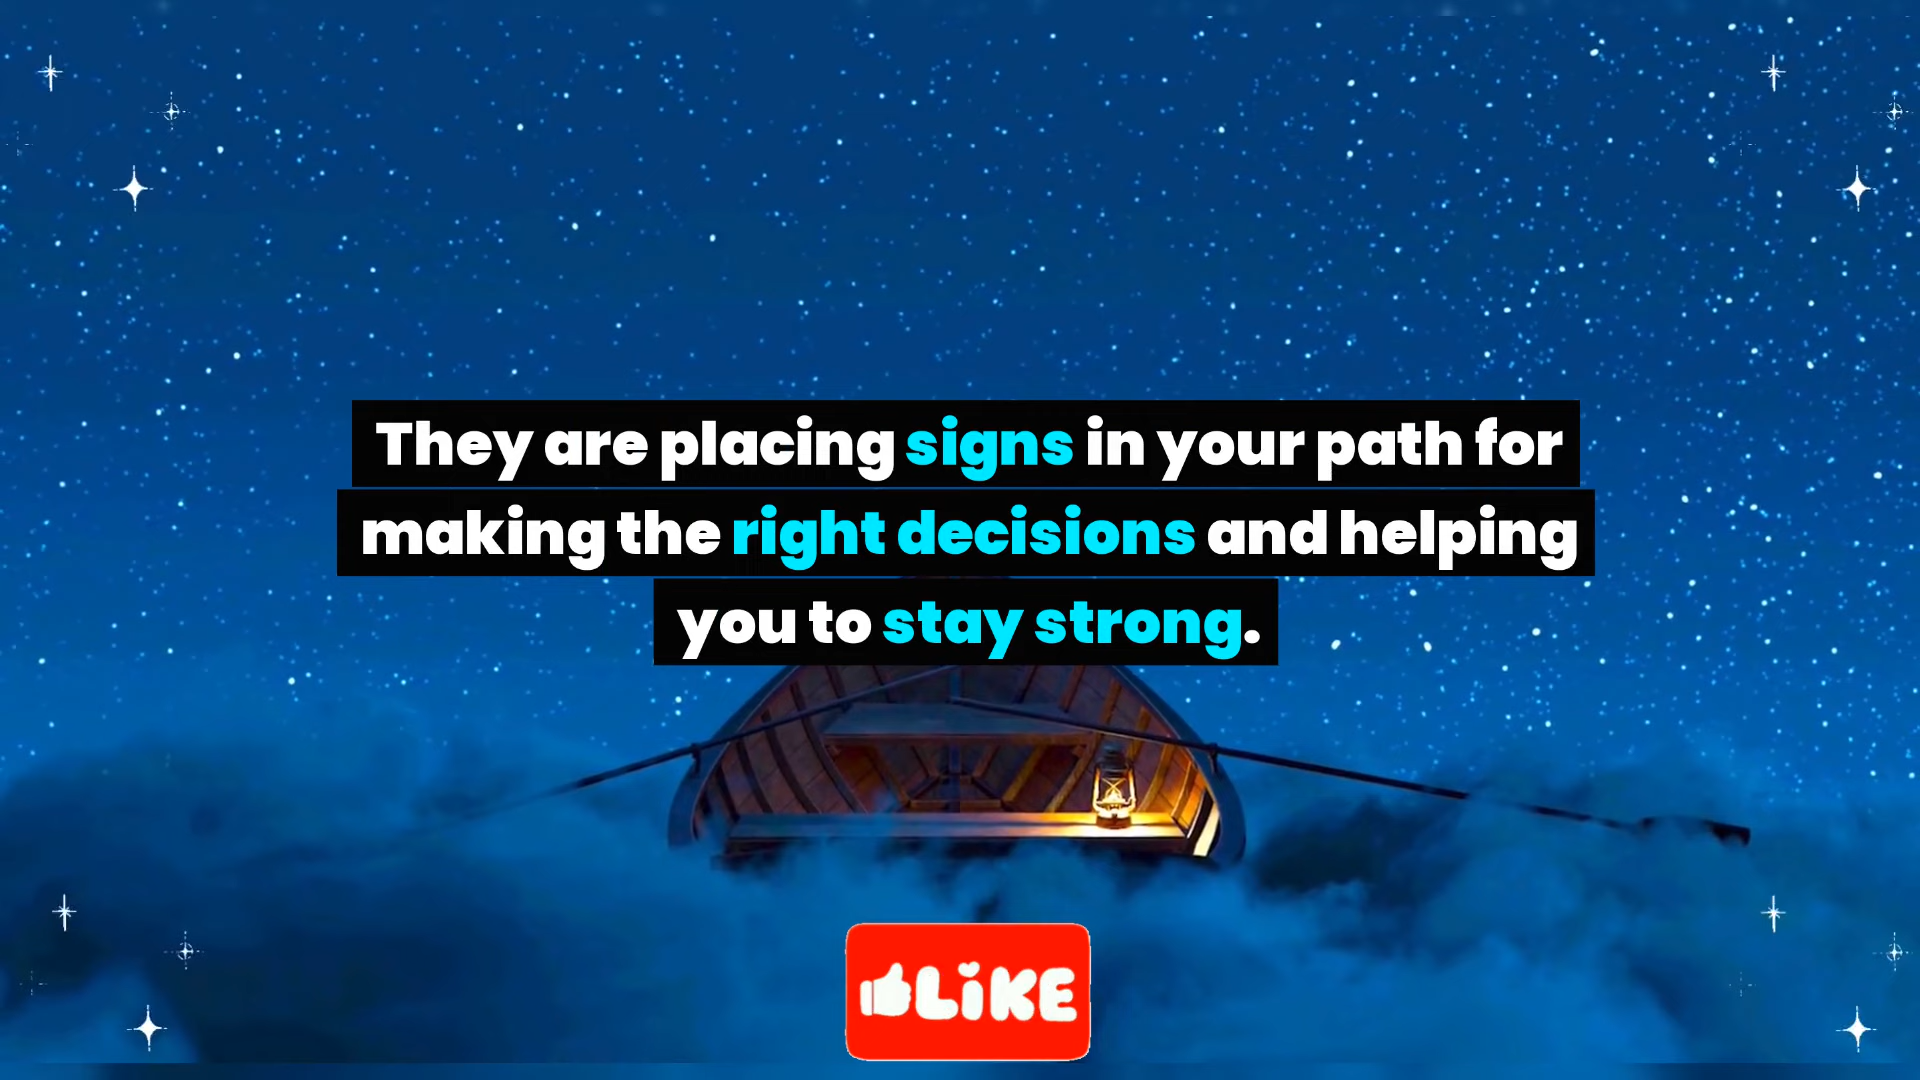 They are placing signs in your path for
making the right decisions and helping
you to stay strong.
LiKE